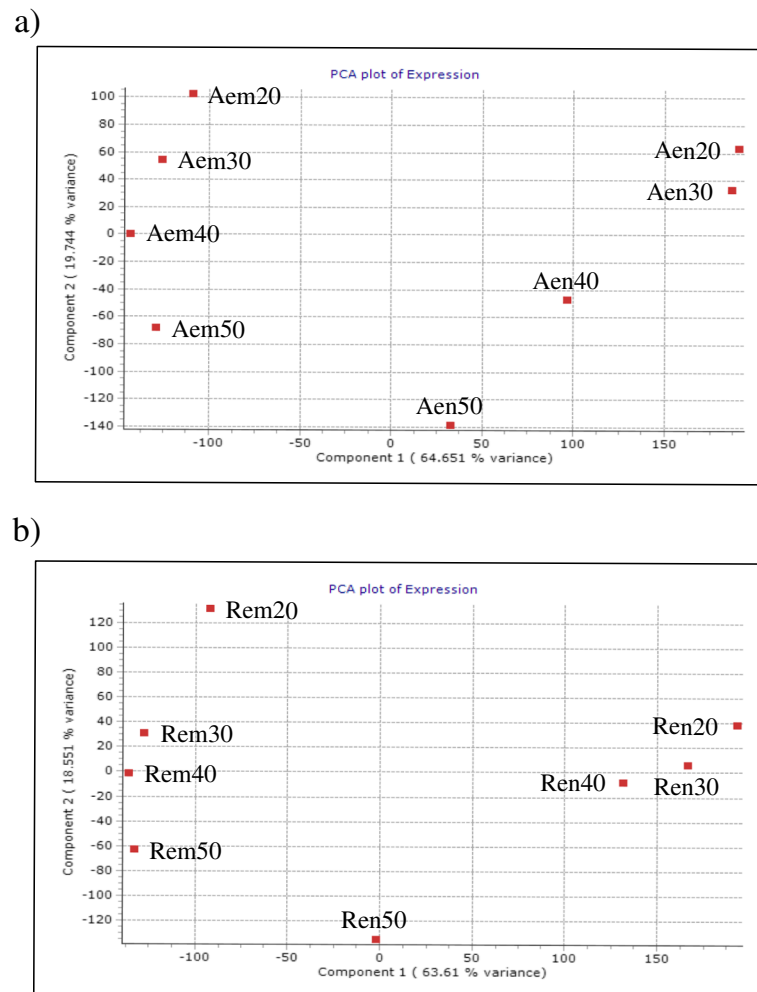 a)
PCA plot of Expression
100
80
60
40
20
0
-20
-40
-60
-80
-100
-120
-140
Component 2 ( 19.744 % variance)
Aem20
Aem30
Aem40
Aem50
Aen20
Aen30
Aen40
Aen50
-100
-50
0
50
100
150
Component 1 ( 64.651 % variance)
b)
PCA plot of Expression
120
100
80
60
40
20
0
-20
-40
-60
-80
-100
-120
Component 2 ( 18.551 % variance)
Rem20
Rem30
Rem40
Rem50
Ren20
Ren40
Ren30
Ren50
-100
-50
0
50
100
150
Component 1 ( 63.61 % variance)